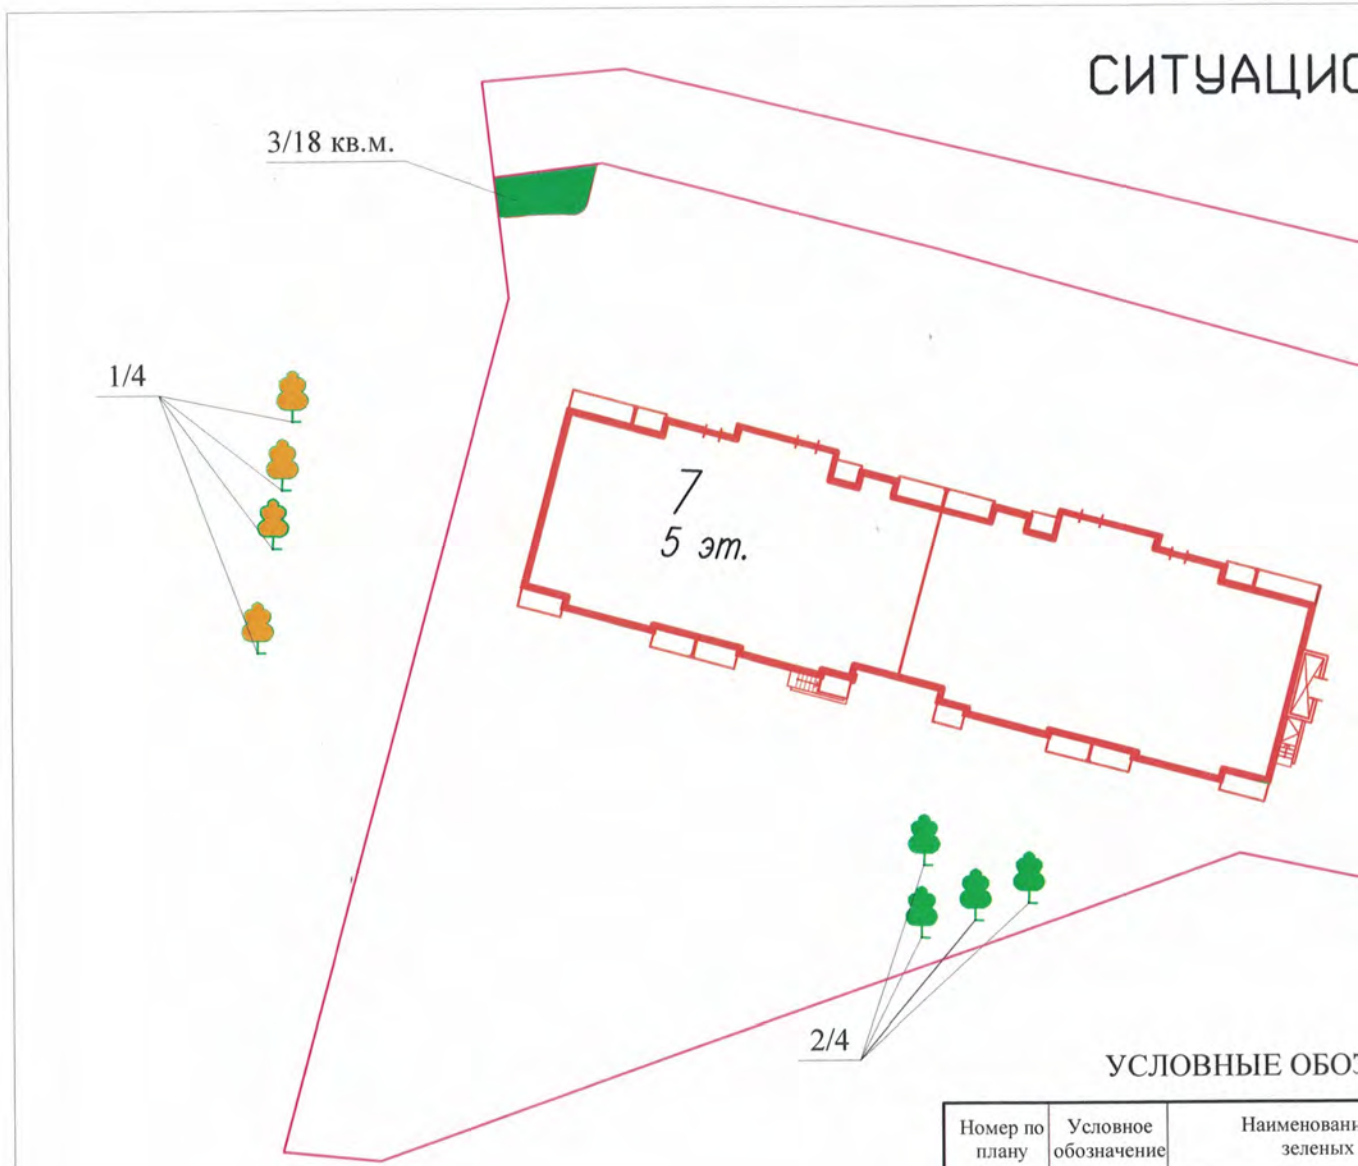 СИТУАЦИО
3/18 кв.м.
1/4
7
5 эт.
2/4
УСЛОВНЫЕ ОБОЗ
Номер по плану
Условное обозначение
Наименовани
зеленых